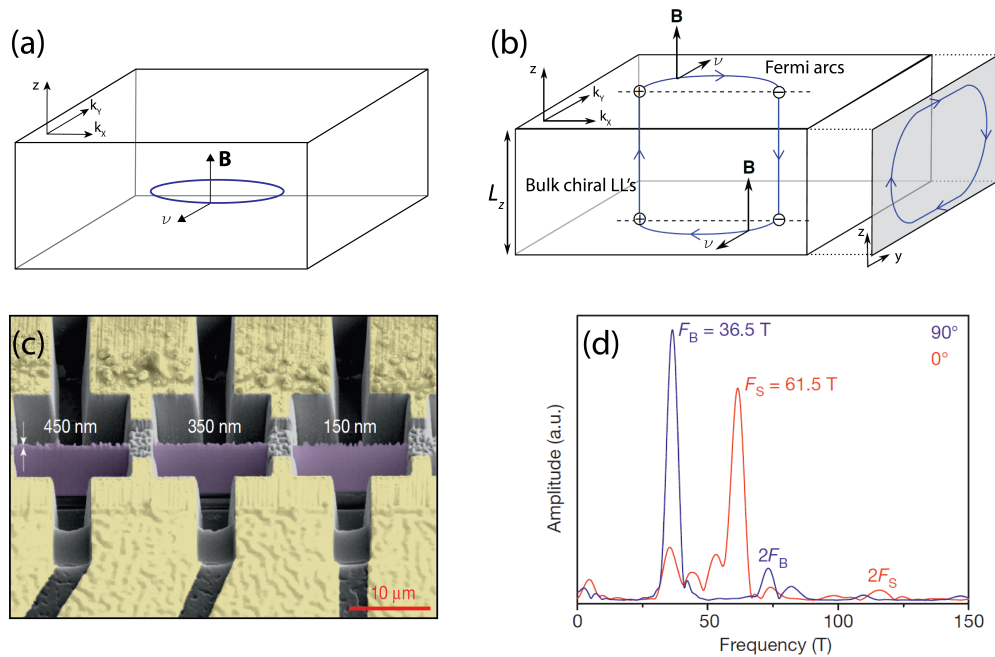 (a)
z
k_Y
k_X
B
ν
(b)
B
ν
Fermi arcs
z
k_Y
k_X
+
−
Bulk chiral LL's
B
L_z
+
−
ν
z
y
(c)
450 nm
350 nm
150 nm
10 μm
(d)
F_B = 36.5 T
90°
0°
F_S = 61.5 T
Amplitude (a.u.)
2F_B
2F_S
0
50
100
150
Frequency (T)